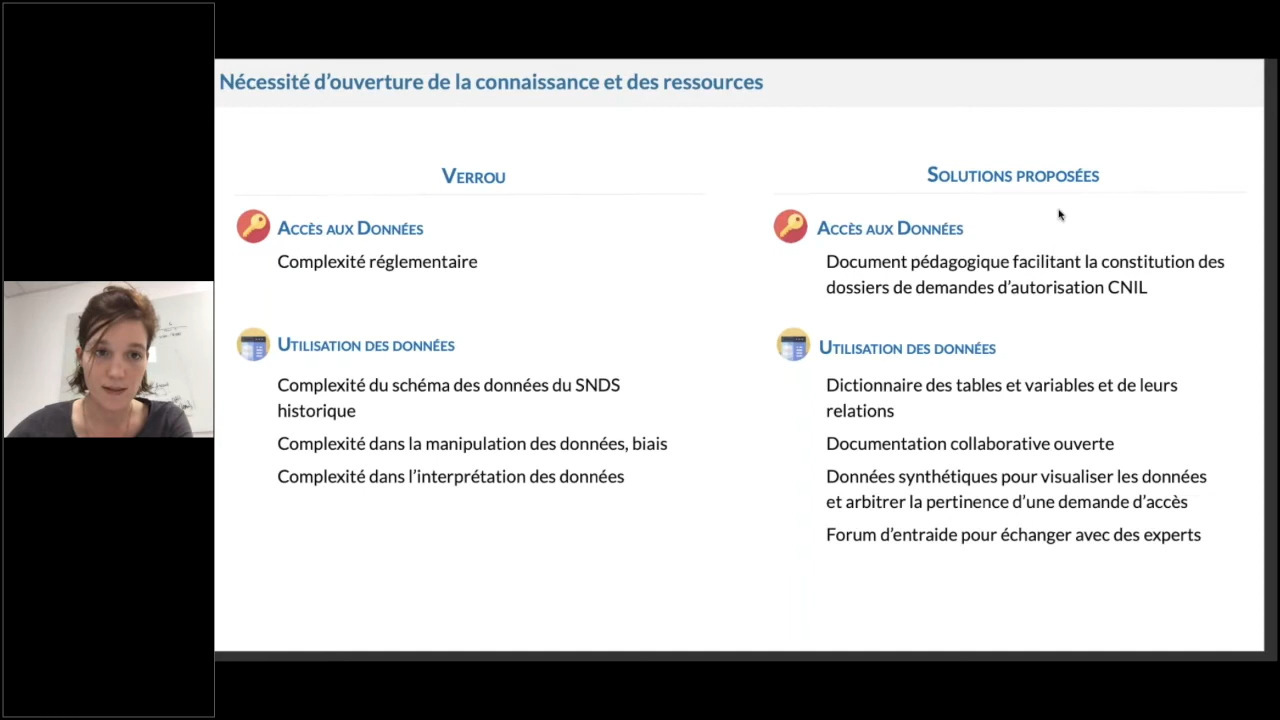 Nécessité d'ouverture de la connaissance et des ressources
Verrou
Accès aux Données
Complexité réglementaire
Utilisation des données
Complexité du schéma des données du SNDS
historique
Complexité dans la manipulation des données, biais
Complexité dans l'interprétation des données
Solutions proposées
Accès aux Données
Document pédagogique facilitant la constitution des
dossiers de demandes d'autorisation CNIL
Utilisation des données
Dictionnaire des tables et variables et de leurs
relations
Documentation collaborative ouverte
Données synthétiques pour visualiser les données
et arbitrer la pertinence d'une demande d'accès
Forum d'entraide pour échanger avec des experts